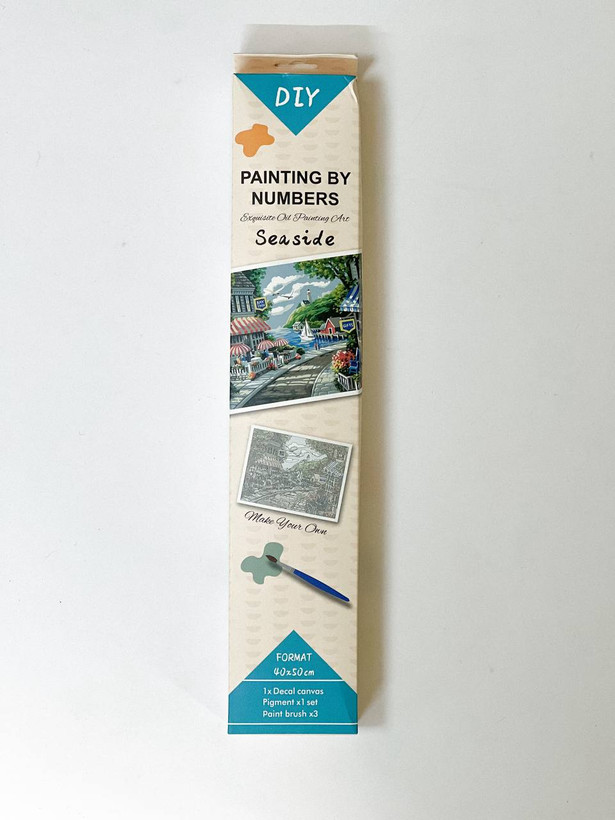 DIY
PAINTING BY
NUMBERS
Exquisite Oil Painting Art
Seaside
Make Your Own
FORMAT
40x50cm
1x Decal canvas
Pigment x1 set
Paint brush x3